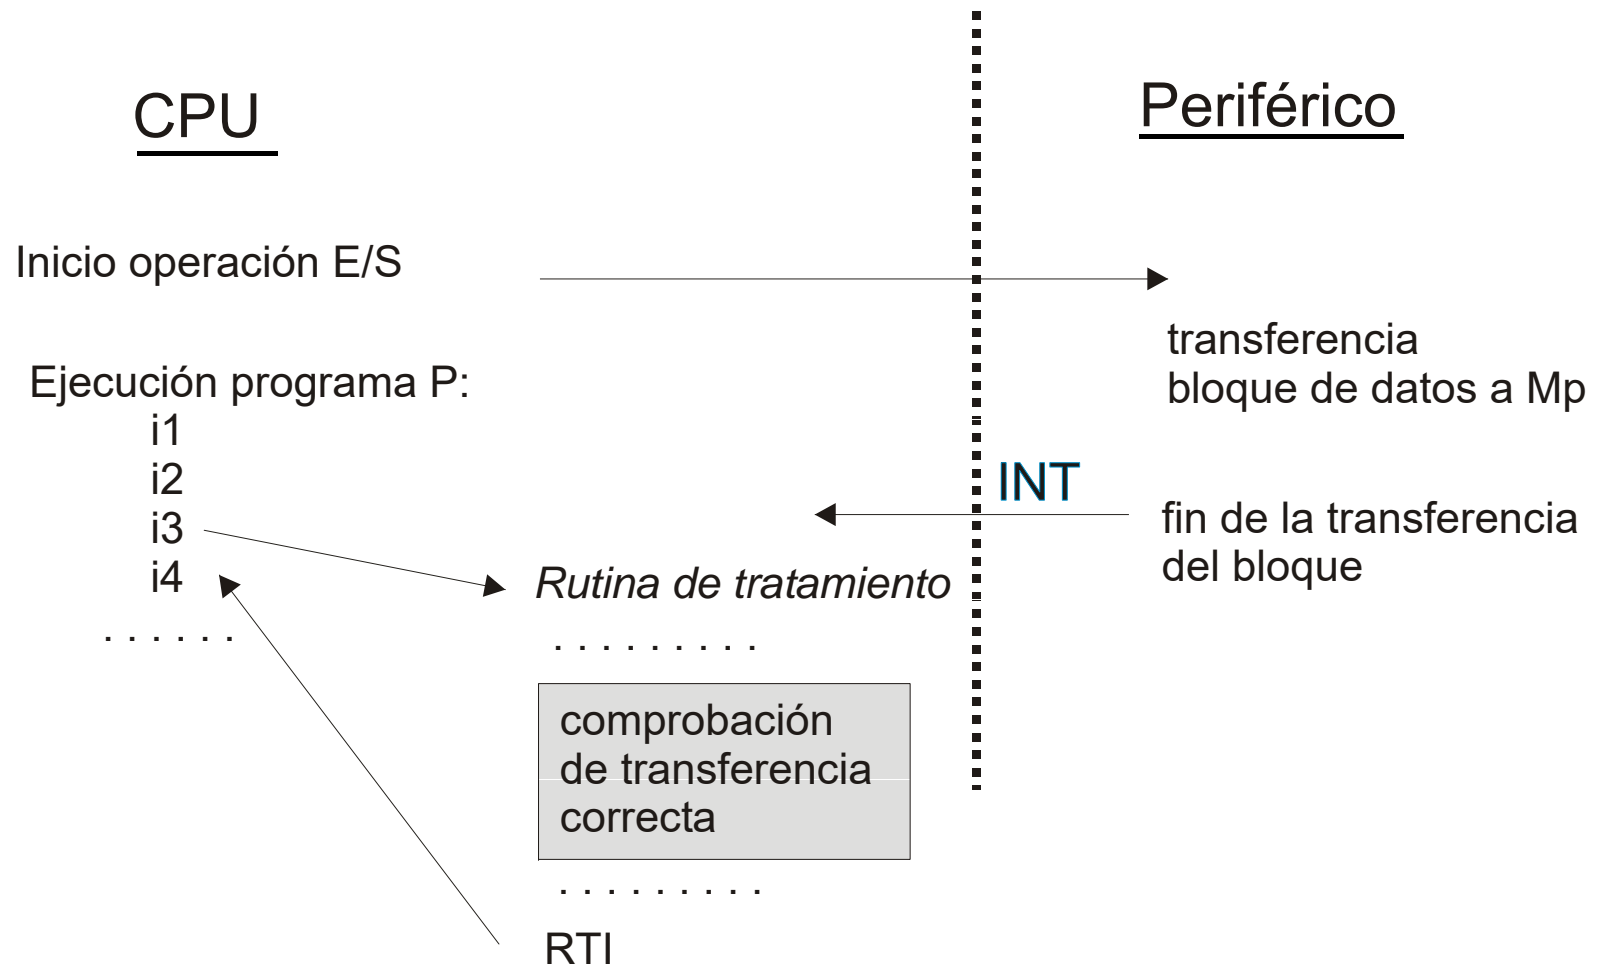 CPU
Periférico
Inicio operación E/S
transferencia
bloque de datos a Mp
Ejecución programa P:
i1
i2
i3
i4
. . . . . .
INT
fin de la transferencia
del bloque
Rutina de tratamiento
. . . . . . . . .
comprobación
de transferencia
correcta
. . . . . . . . .
RTI